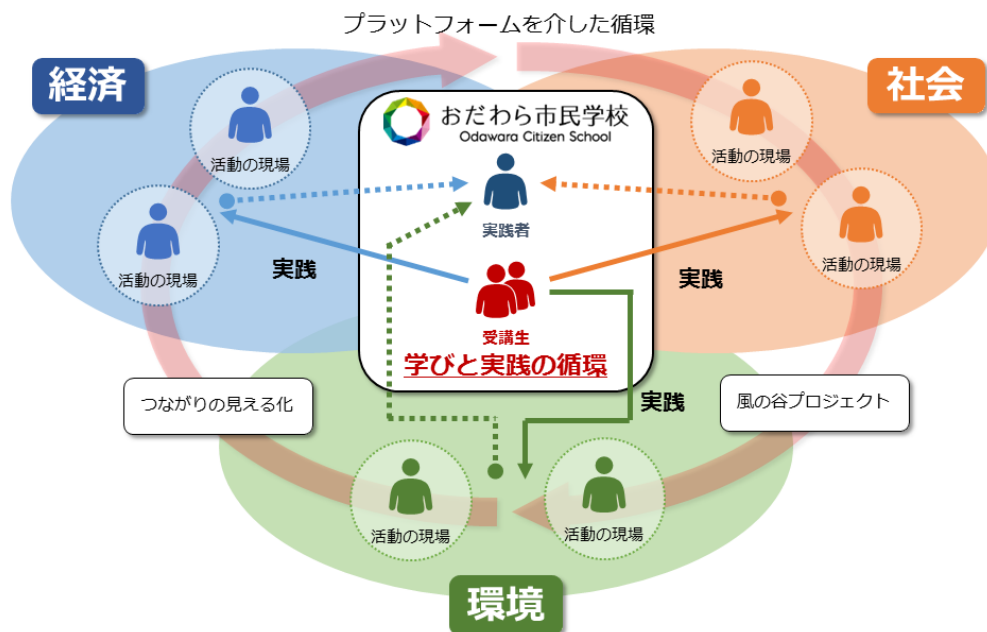 プラットフォームを介した循環
経済
社会
おだわら市民学校
Odawara Citizen School
活動の現場
活動の現場
実践者
活動の現場
活動の現場
実践
実践
受講生
学びと実践の循環
つながりの見える化
実践
風の谷プロジェクト
活動の現場
活動の現場
環境